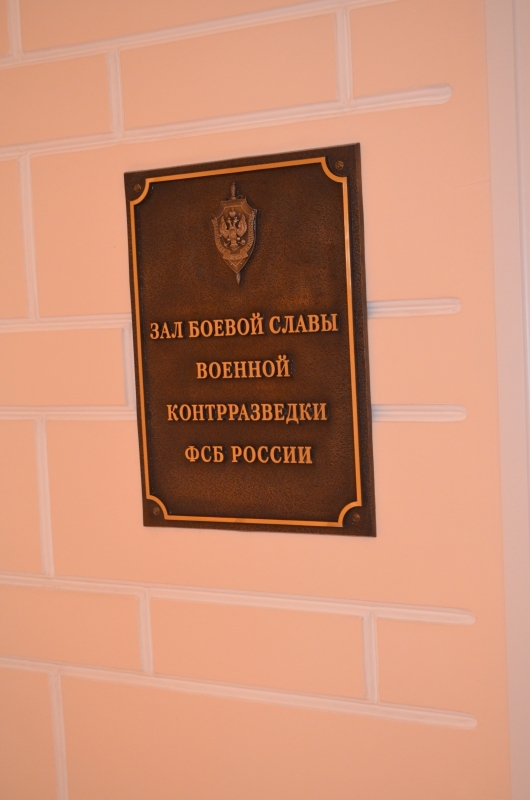 ЗАЛ БОЕВОЙ СЛАВЫ
ВОЕННОЙ
КОНТРРАЗВЕДКИ
ФСБ РОССИИ